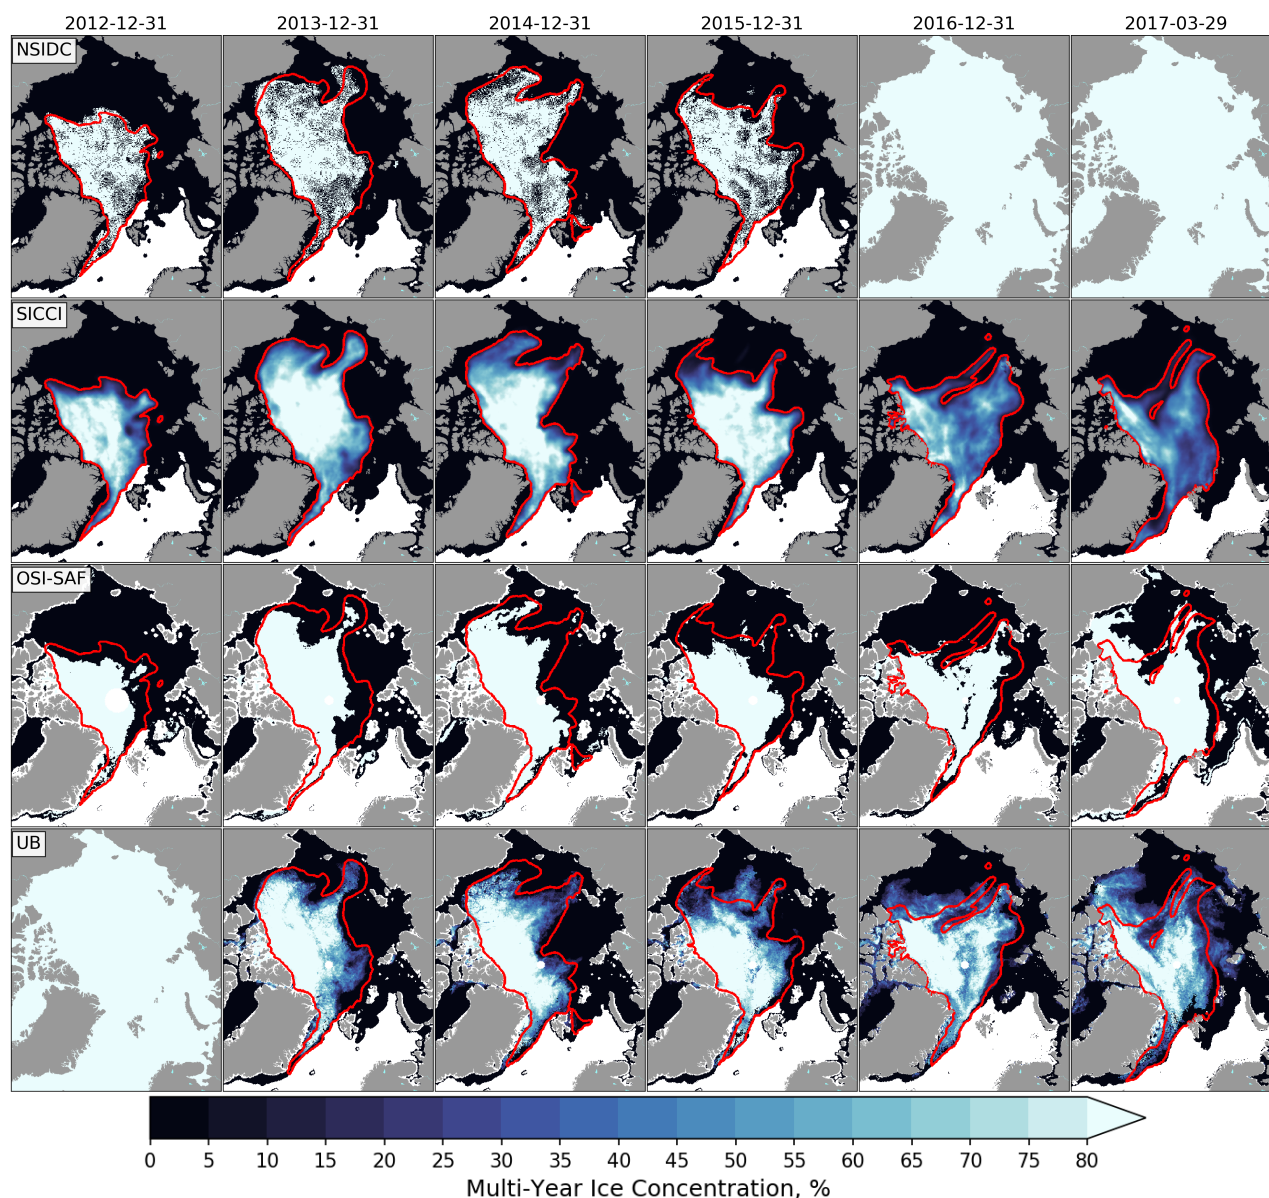 2012-12-31 2013-12-31 2014-12-31 2015-12-31 2016-12-31 2017-03-29
NSIDC
SICCI
OSI-SAF
UB
0 5 10 15 20 25 30 35 40 45 50 55 60 65 70 75 80
Multi-Year Ice Concentration, %